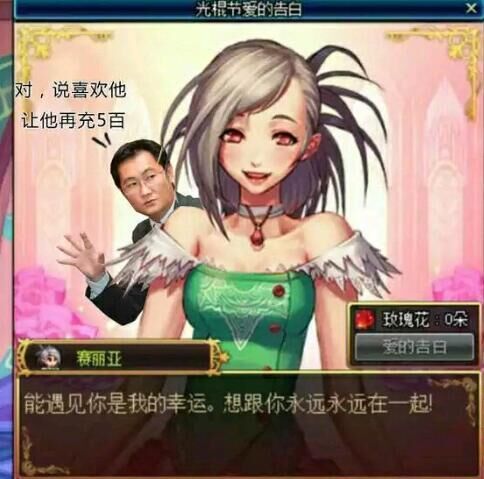 光棍节爱的告白
对，说喜欢他
让他再充5百
玫瑰花：0朵
爱的告白
赛丽亚
能遇见你是我的幸运。想跟你永远永远在一起!